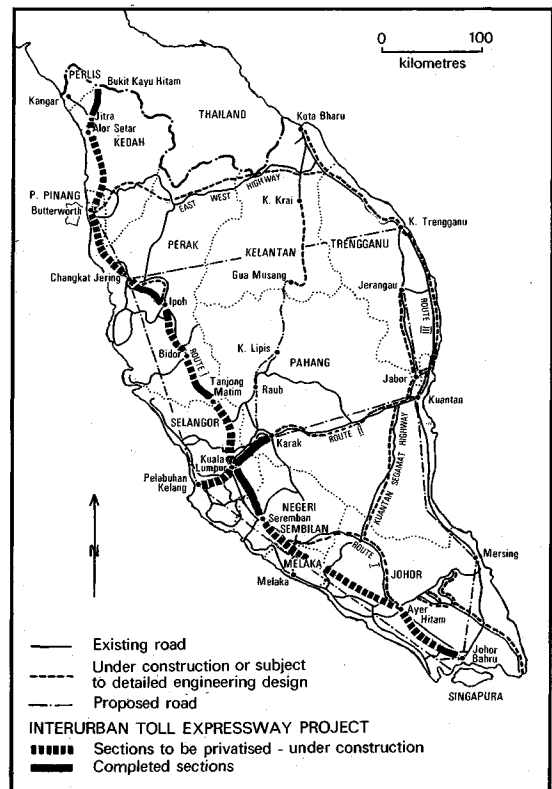 0 100
kilometres
PERLIS
Bukit Kayu Hitam
Kangar
Jitra
Alor Setar
KEDAH
THAILAND
Kota Bharu
P. PINANG
Butterworth
EAST WEST HIGHWAY
K. Krai
K. Trengganu
PERAK
KELANTAN
TRENGGANU
Changkat Jering
Gua Musang
Jerangau
Ipoh
ROUTE III
Bidor
ROUTE I
K. Lipis
PAHANG
Jabor
Tanjong
Matim
Raub
Kuantan
SELANGOR
Kuala
Lumpur
Karak
ROUTE II
KUANTAN SEGAMAT HIGHWAY
Pelabuhan
Kelang
NEGERI
SEMBILAN
Seremban
N
MELAKA
Melaka
ROUTE I
JOHOR
Mersing
Ayer
Hitam
Johor
Bahru
SINGAPURA
Existing road
Under construction or subject
to detailed engineering design
Proposed road
INTERURBAN TOLL EXPRESSWAY PROJECT
Sections to be privatised - under construction
Completed sections